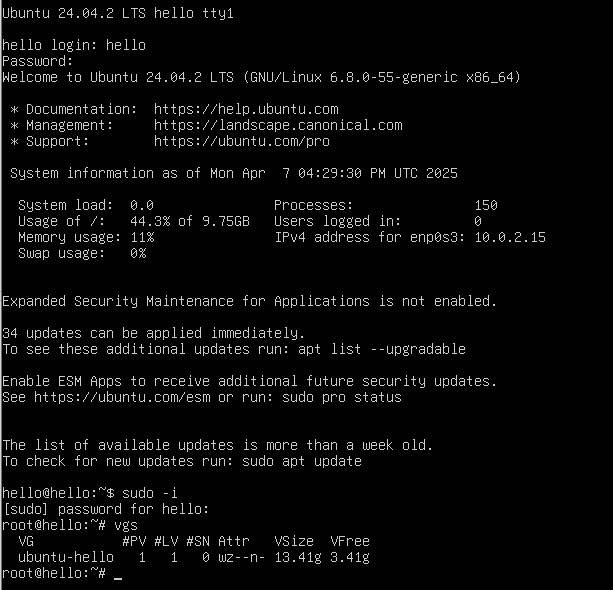 Ubuntu 24.04.2 LTS hello tty1
hello login: hello
Password:
Welcome to Ubuntu 24.04.2 LTS (GNU/Linux 6.8.0-55-generic x86_64)
 * Documentation:  https://help.ubuntu.com
 * Management:     https://landscape.canonical.com
 * Support:        https://ubuntu.com/pro
 System information as of Mon Apr  7 04:29:30 PM UTC 2025
  System load:  0.0               Processes:               150
  Usage of /:   44.3% of 9.75GB   Users logged in:         0
  Memory usage: 11%               IPv4 address for enp0s3: 10.0.2.15
  Swap usage:   0%
Expanded Security Maintenance for Applications is not enabled.
34 updates can be applied immediately.
To see these additional updates run: apt list --upgradable
Enable ESM Apps to receive additional future security updates.
See https://ubuntu.com/esm or run: sudo pro status
The list of available updates is more than a week old.
To check for new updates run: sudo apt update
hello@hello:~$ sudo -i
[sudo] password for hello:
root@hello:~# vgs
  VG           #PV #LV #SN Attr   VSize  VFree
  ubuntu-hello   1   1   0 wz--n- 13.41g 3.41g
root@hello:~# _